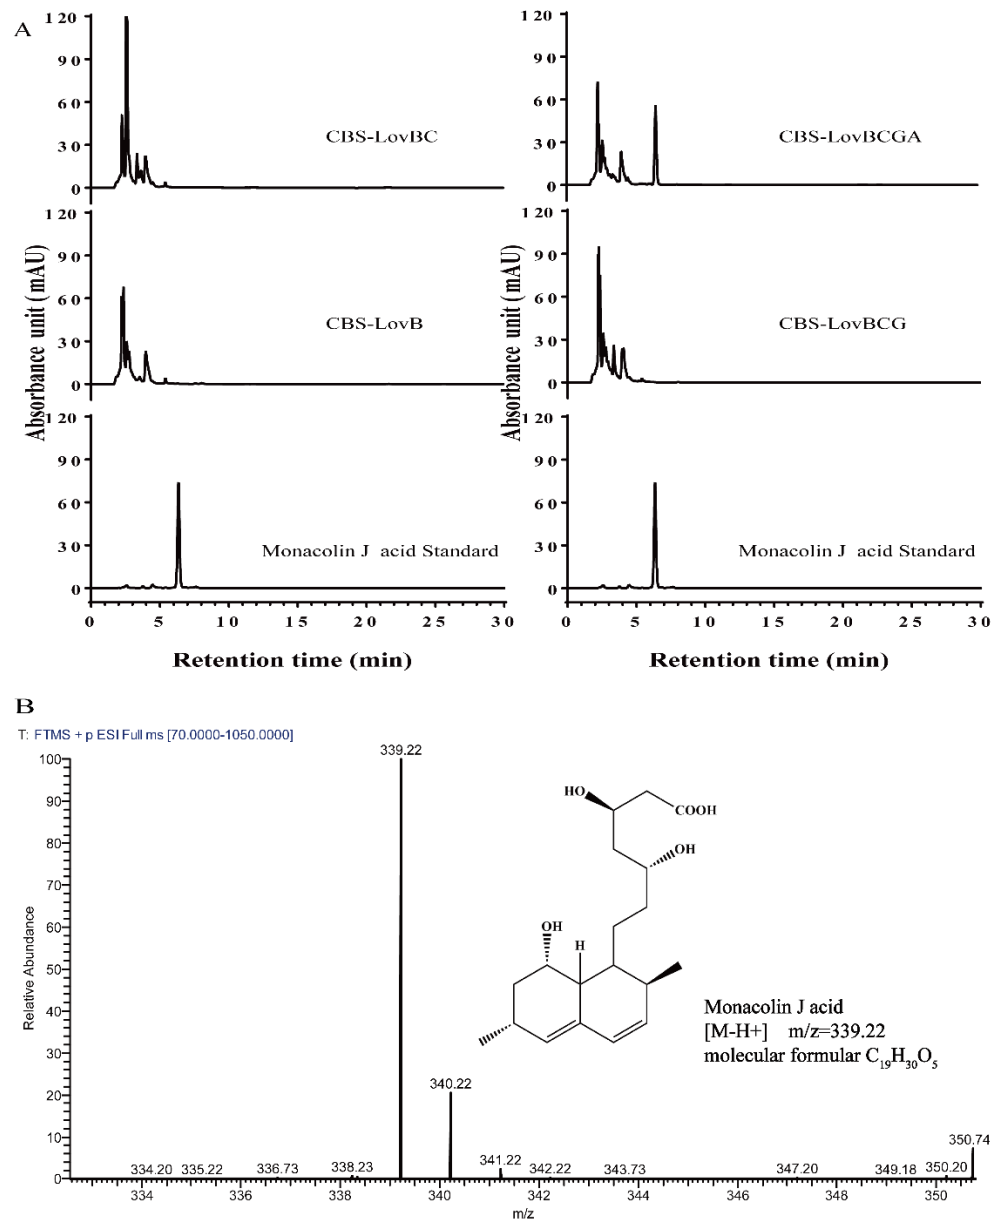 A
120
90
60
30
0
CBS-LovBC
120
90
60
30
0
CBS-LovBCGA
Absorbance unit (mAU)
120
90
60
30
0
CBS-LovB
Absorbance unit (mAU)
120
90
60
30
0
CBS-LovBCG
120
90
60
30
0
Monacolin J acid Standard
0 5 10 15 20 25 30
Retention time (min)
120
90
60
30
0
Monacolin J acid Standard
0 5 10 15 20 25 30
Retention time (min)
B
T: FTMS + p ESI Full ms [70.0000-1050.0000]
Relative Abundance
100
90
80
70
60
50
40
30
20
10
0
339.22
340.22
341.22
334.20 335.22 336.73 338.23 342.22 343.73 347.20 349.18 350.20
350.74
HO
COOH
OH
OH
H
Monacolin J acid
[M-H+] m/z=339.22
molecular formular C19H30O5
334 336 338 340 342 344 346 348 350
m/z